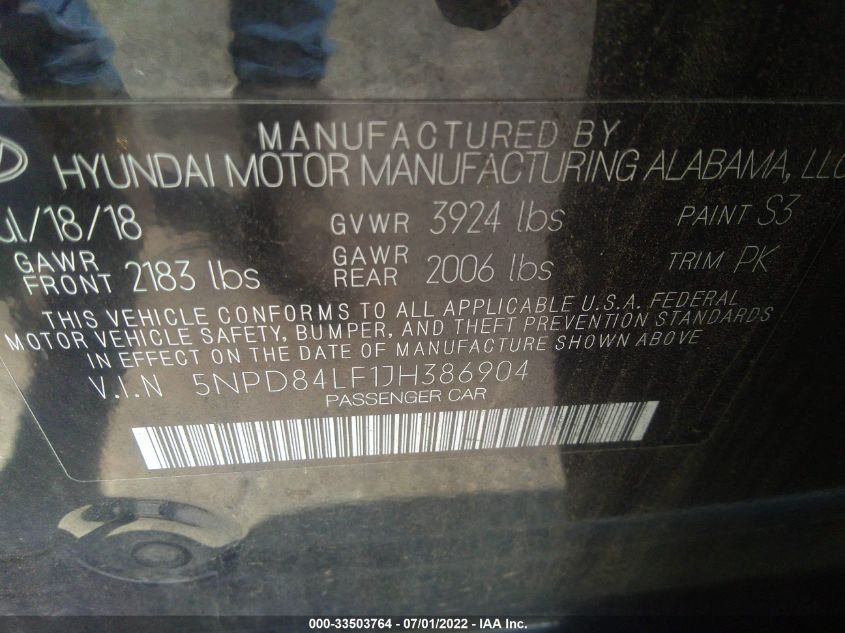 MANUFACTURED BY
HYUNDAI MOTOR MANUFACTURING ALABAMA, LLC
/18/18 GVWR 3924 lbs PAINT S3
GAWR FRONT 2183 lbs GAWR REAR 2006 lbs TRIM PK
THIS VEHICLE CONFORMS TO ALL APPLICABLE U.S.A. FEDERAL
MOTOR VEHICLE SAFETY, BUMPER, AND THEFT PREVENTION STANDARDS
IN EFFECT ON THE DATE OF MANUFACTURE SHOWN ABOVE
V.I.N 5NPD84LF1JH386904
PASSENGER CAR
000-33503764 / 07/01/2022 - IAA Inc.